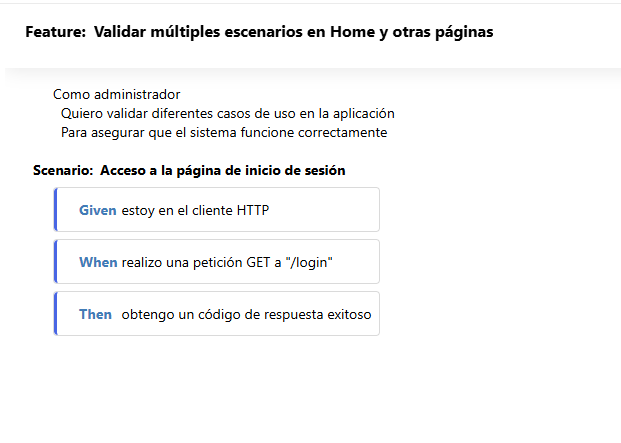 Feature: Validar múltiples escenarios en Home y otras páginas
Como administrador
Quiero validar diferentes casos de uso en la aplicación
Para asegurar que el sistema funcione correctamente
Scenario: Acceso a la página de inicio de sesión
Given estoy en el cliente HTTP
When realizo una petición GET a "/login"
Then obtengo un código de respuesta exitoso